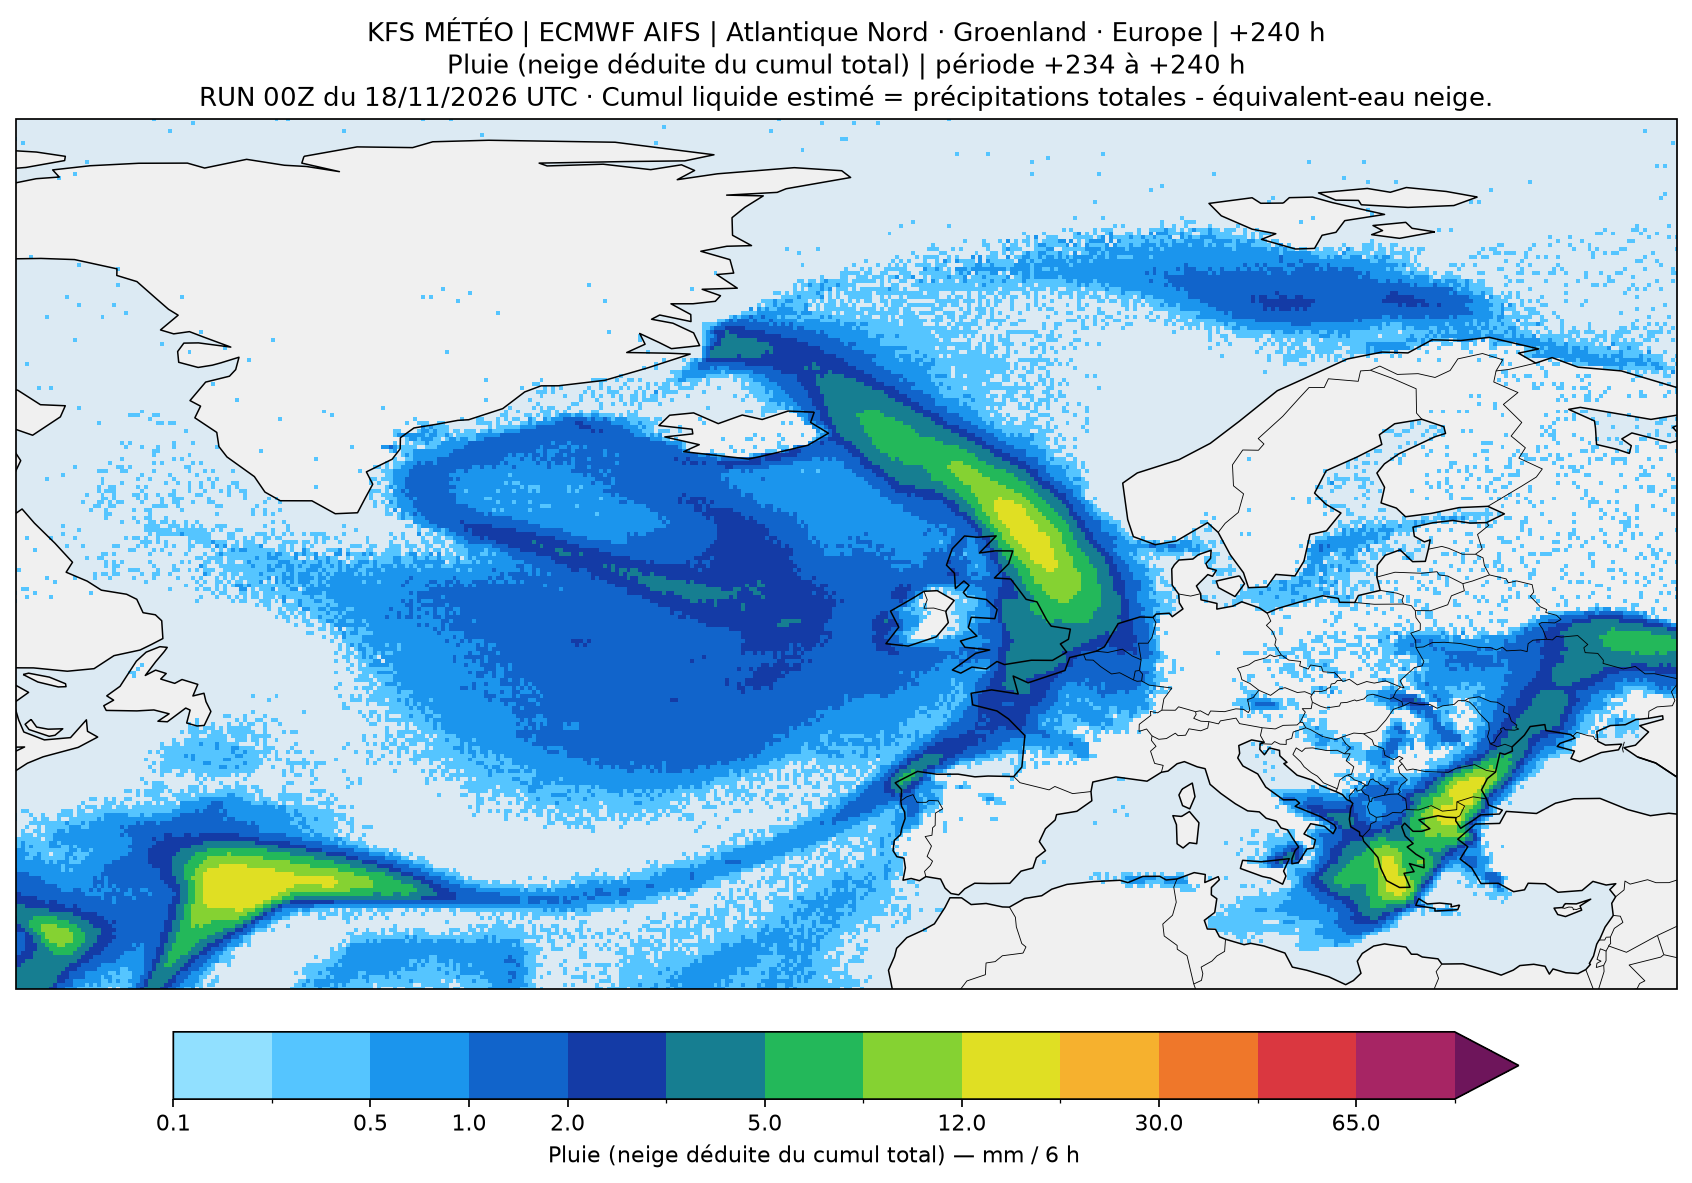 KFS MÉTÉO | ECMWF AIFS | Atlantique Nord · Groenland · Europe | +240 h
Pluie (neige déduite du cumul total) | période +234 à +240 h
RUN 00Z du 18/11/2026 UTC · Cumul liquide estimé = précipitations totales - équivalent-eau neige.
0.1 0.5 1.0 2.0 5.0 12.0 30.0 65.0
Pluie (neige déduite du cumul total) — mm / 6 h